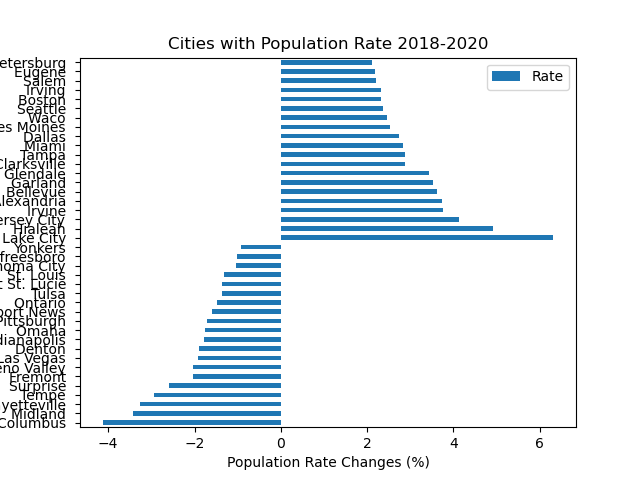 Cities with Population Rate 2018-2020
Rate
etersburg
Eugene
Salem
Irving
Boston
Seattle
Waco
es Moines
Dallas
Miami
Tampa
Clarksville
Glendale
Garland
Bellevue
Alexandria
Irvine
ersey City
Hialeah
Lake City
Yonkers
freesboro
homa City
St. Louis
t St. Lucie
Tulsa
Ontario
port News
Pittsburgh
Omaha
dianapolis
Denton
Las Vegas
eno Valley
Fremont
Surprise
Tempe
yetteville
Midland
Columbus
−4 −2 0 2 4 6
Population Rate Changes (%)